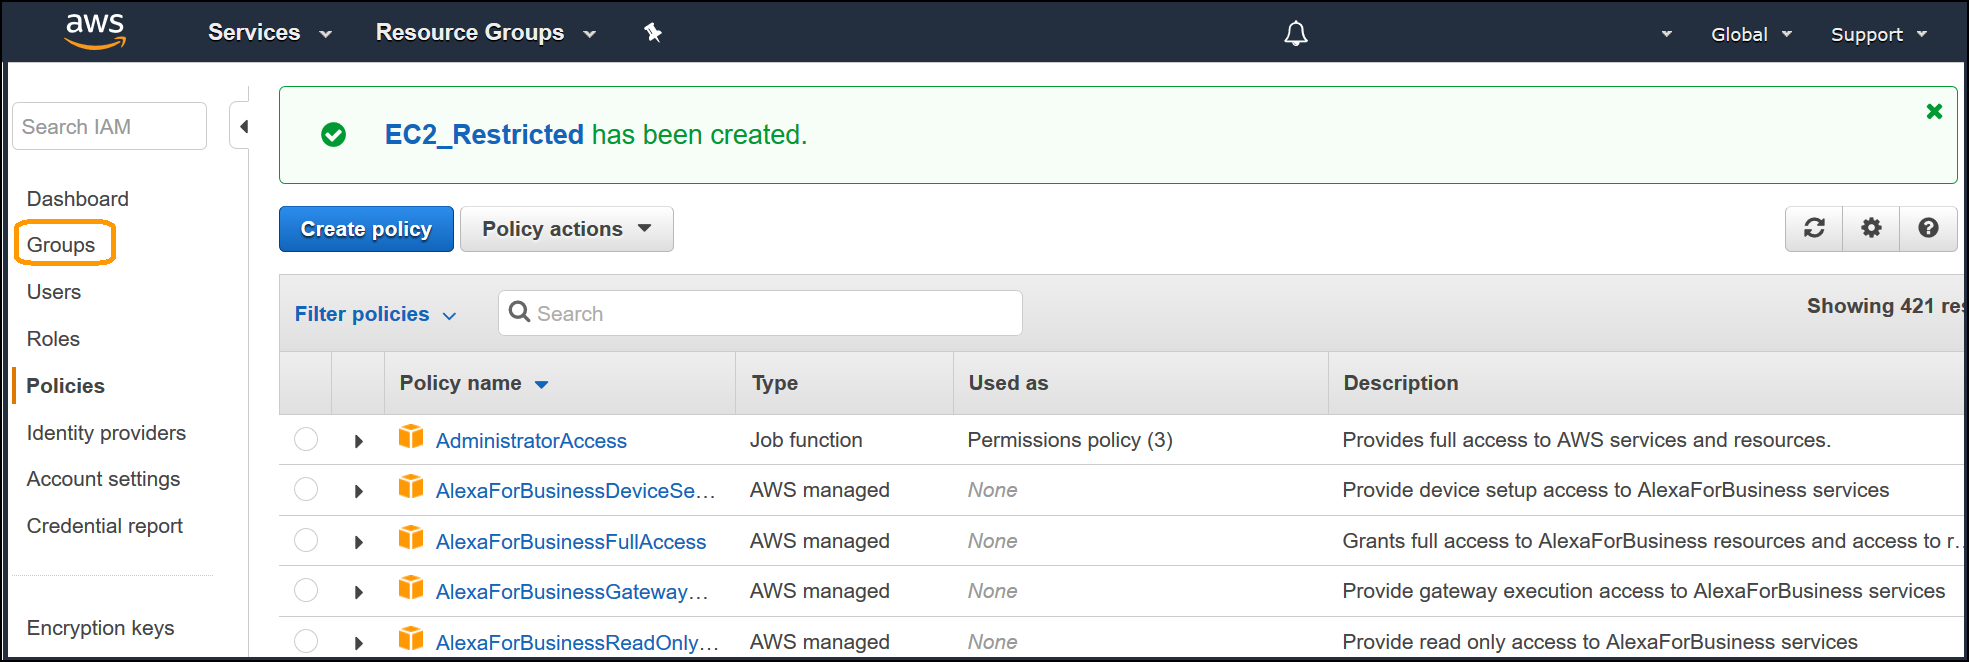 aws Services Resource Groups Global Support
Search IAM
Dashboard
Groups
Users
Roles
Policies
Identity providers
Account settings
Credential report
Encryption keys
EC2_Restricted has been created.
Create policy Policy actions
Filter policies Search Showing 421 res
Policy name Type Used as Description
AdministratorAccess Job function Permissions policy (3) Provides full access to AWS services and resources.
AlexaForBusinessDeviceSe... AWS managed None Provide device setup access to AlexaForBusiness services
AlexaForBusinessFullAccess AWS managed None Grants full access to AlexaForBusiness resources and access to r...
AlexaForBusinessGateway... AWS managed None Provide gateway execution access to AlexaForBusiness services
AlexaForBusinessReadOnly... AWS managed None Provide read only access to AlexaForBusiness services